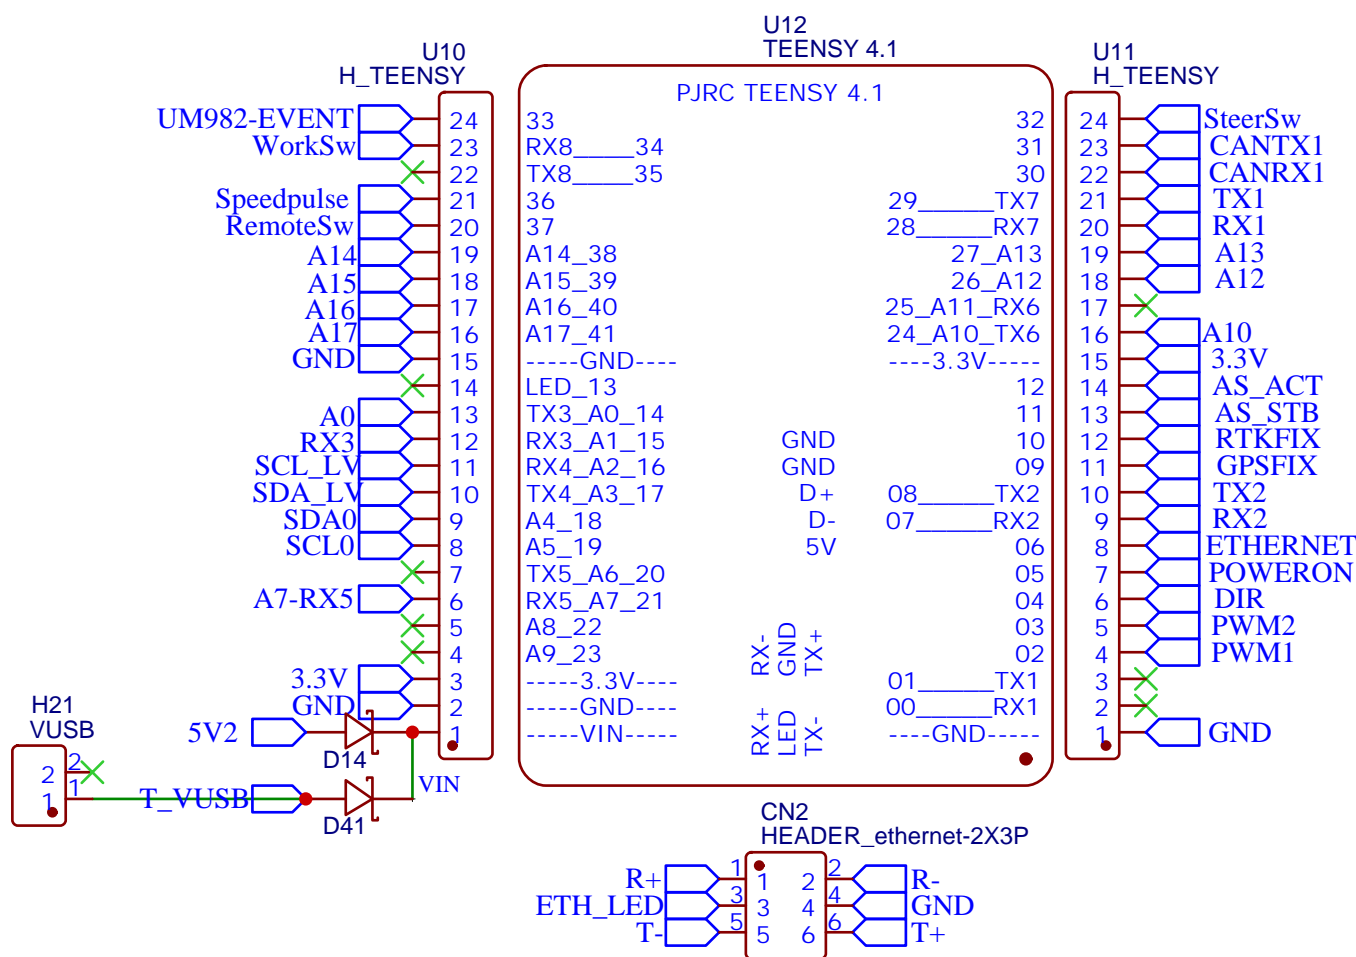 U12
TEENSY 4.1
U10
H_TEENSY
U11
H_TEENSY
PJRC TEENSY 4.1
UM982-EVENT 24 33 32 24 SteerSw
WorkSw 23 RX8____34 31 23 CANTX1
22 TX8____35 30 22 CANRX1
Speedpulse 21 36 29______TX7 21 TX1
RemoteSw 20 37 28______RX7 20 RX1
A14 19 A14_38 27_A13 19 A13
A15 18 A15_39 26_A12 18 A12
A16 17 A16_40 25_A11_RX6 17
A17 16 A17_41 24_A10_TX6 16 A10
GND 15 -----GND---- ----3.3V----- 15 3.3V
14 LED_13 12 14 AS_ACT
A0 13 TX3_A0_14 11 13 AS_STB
RX3 12 RX3_A1_15 GND 10 12 RTKFIX
SCL_LV 11 RX4_A2_16 GND 09 11 GPSFIX
SDA_LV 10 TX4_A3_17 D+ 08______TX2 10 TX2
SDA0 9 A4_18 D- 07______RX2 9 RX2
SCL0 8 A5_19 5V 06 8 ETHERNET
7 TX5_A6_20 05 7 POWERON
A7-RX5 6 RX5_A7_21 04 6 DIR
5 A8_22 03 5 PWM2
4 A9_23 02 4 PWM1
RX- GND TX+
3.3V 3 -----3.3V---- 01______TX1 3
GND 2 -----GND---- 00______RX1 2
5V2 1 -----VIN----- ----GND----- 1 GND
RX+ LED TX-
H21
VUSB
D14
2 2
1 1 T_VUSB VIN
D41
CN2
HEADER_ethernet-2X3P
R+ 1 1 2 2 R-
ETH_LED 3 3 4 4 GND
T- 5 5 6 6 T+